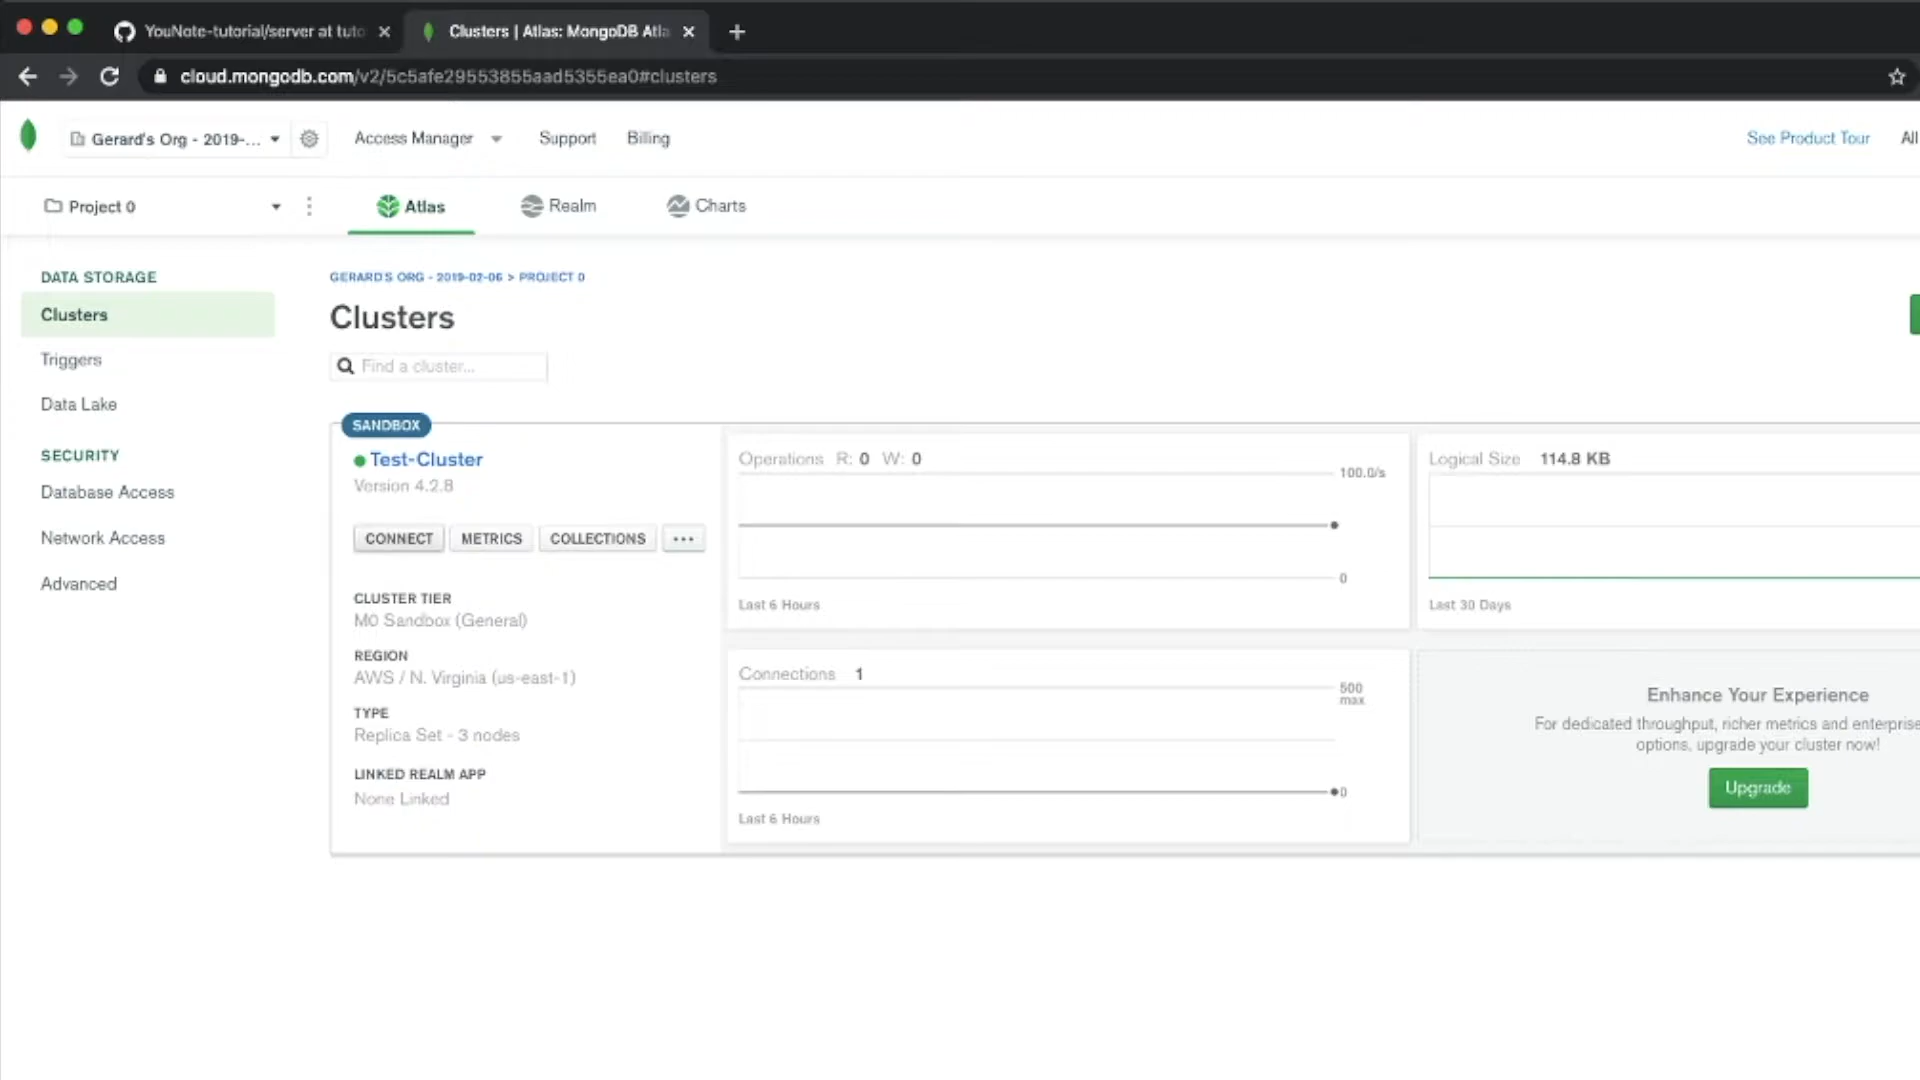 YouNote-tutorial/server at tuto
Clusters | Atlas: MongoDB Atla
cloud.mongodb.com/v2/5c5afe29553855aad5355ea0#clusters
Gerard's Org - 2019-...
Access Manager
Support
Billing
See Product Tour
All
Project 0
Atlas
Realm
Charts
DATA STORAGE
Clusters
Triggers
Data Lake
SECURITY
Database Access
Network Access
Advanced
GERARD'S ORG - 2019-02-06 > PROJECT 0
Clusters
Find a cluster...
SANDBOX
Test-Cluster
Version 4.2.8
CONNECT
METRICS
COLLECTIONS
...
CLUSTER TIER
M0 Sandbox (General)
REGION
AWS / N. Virginia (us-east-1)
TYPE
Replica Set - 3 nodes
LINKED REALM APP
None Linked
Operations R: 0 W: 0
100.0/s
0
Last 6 Hours
Logical Size 114.8 KB
Last 30 Days
Connections 1
500
max
0
Last 6 Hours
Enhance Your Experience
For dedicated throughput, richer metrics and enterprise
options, upgrade your cluster now!
Upgrade